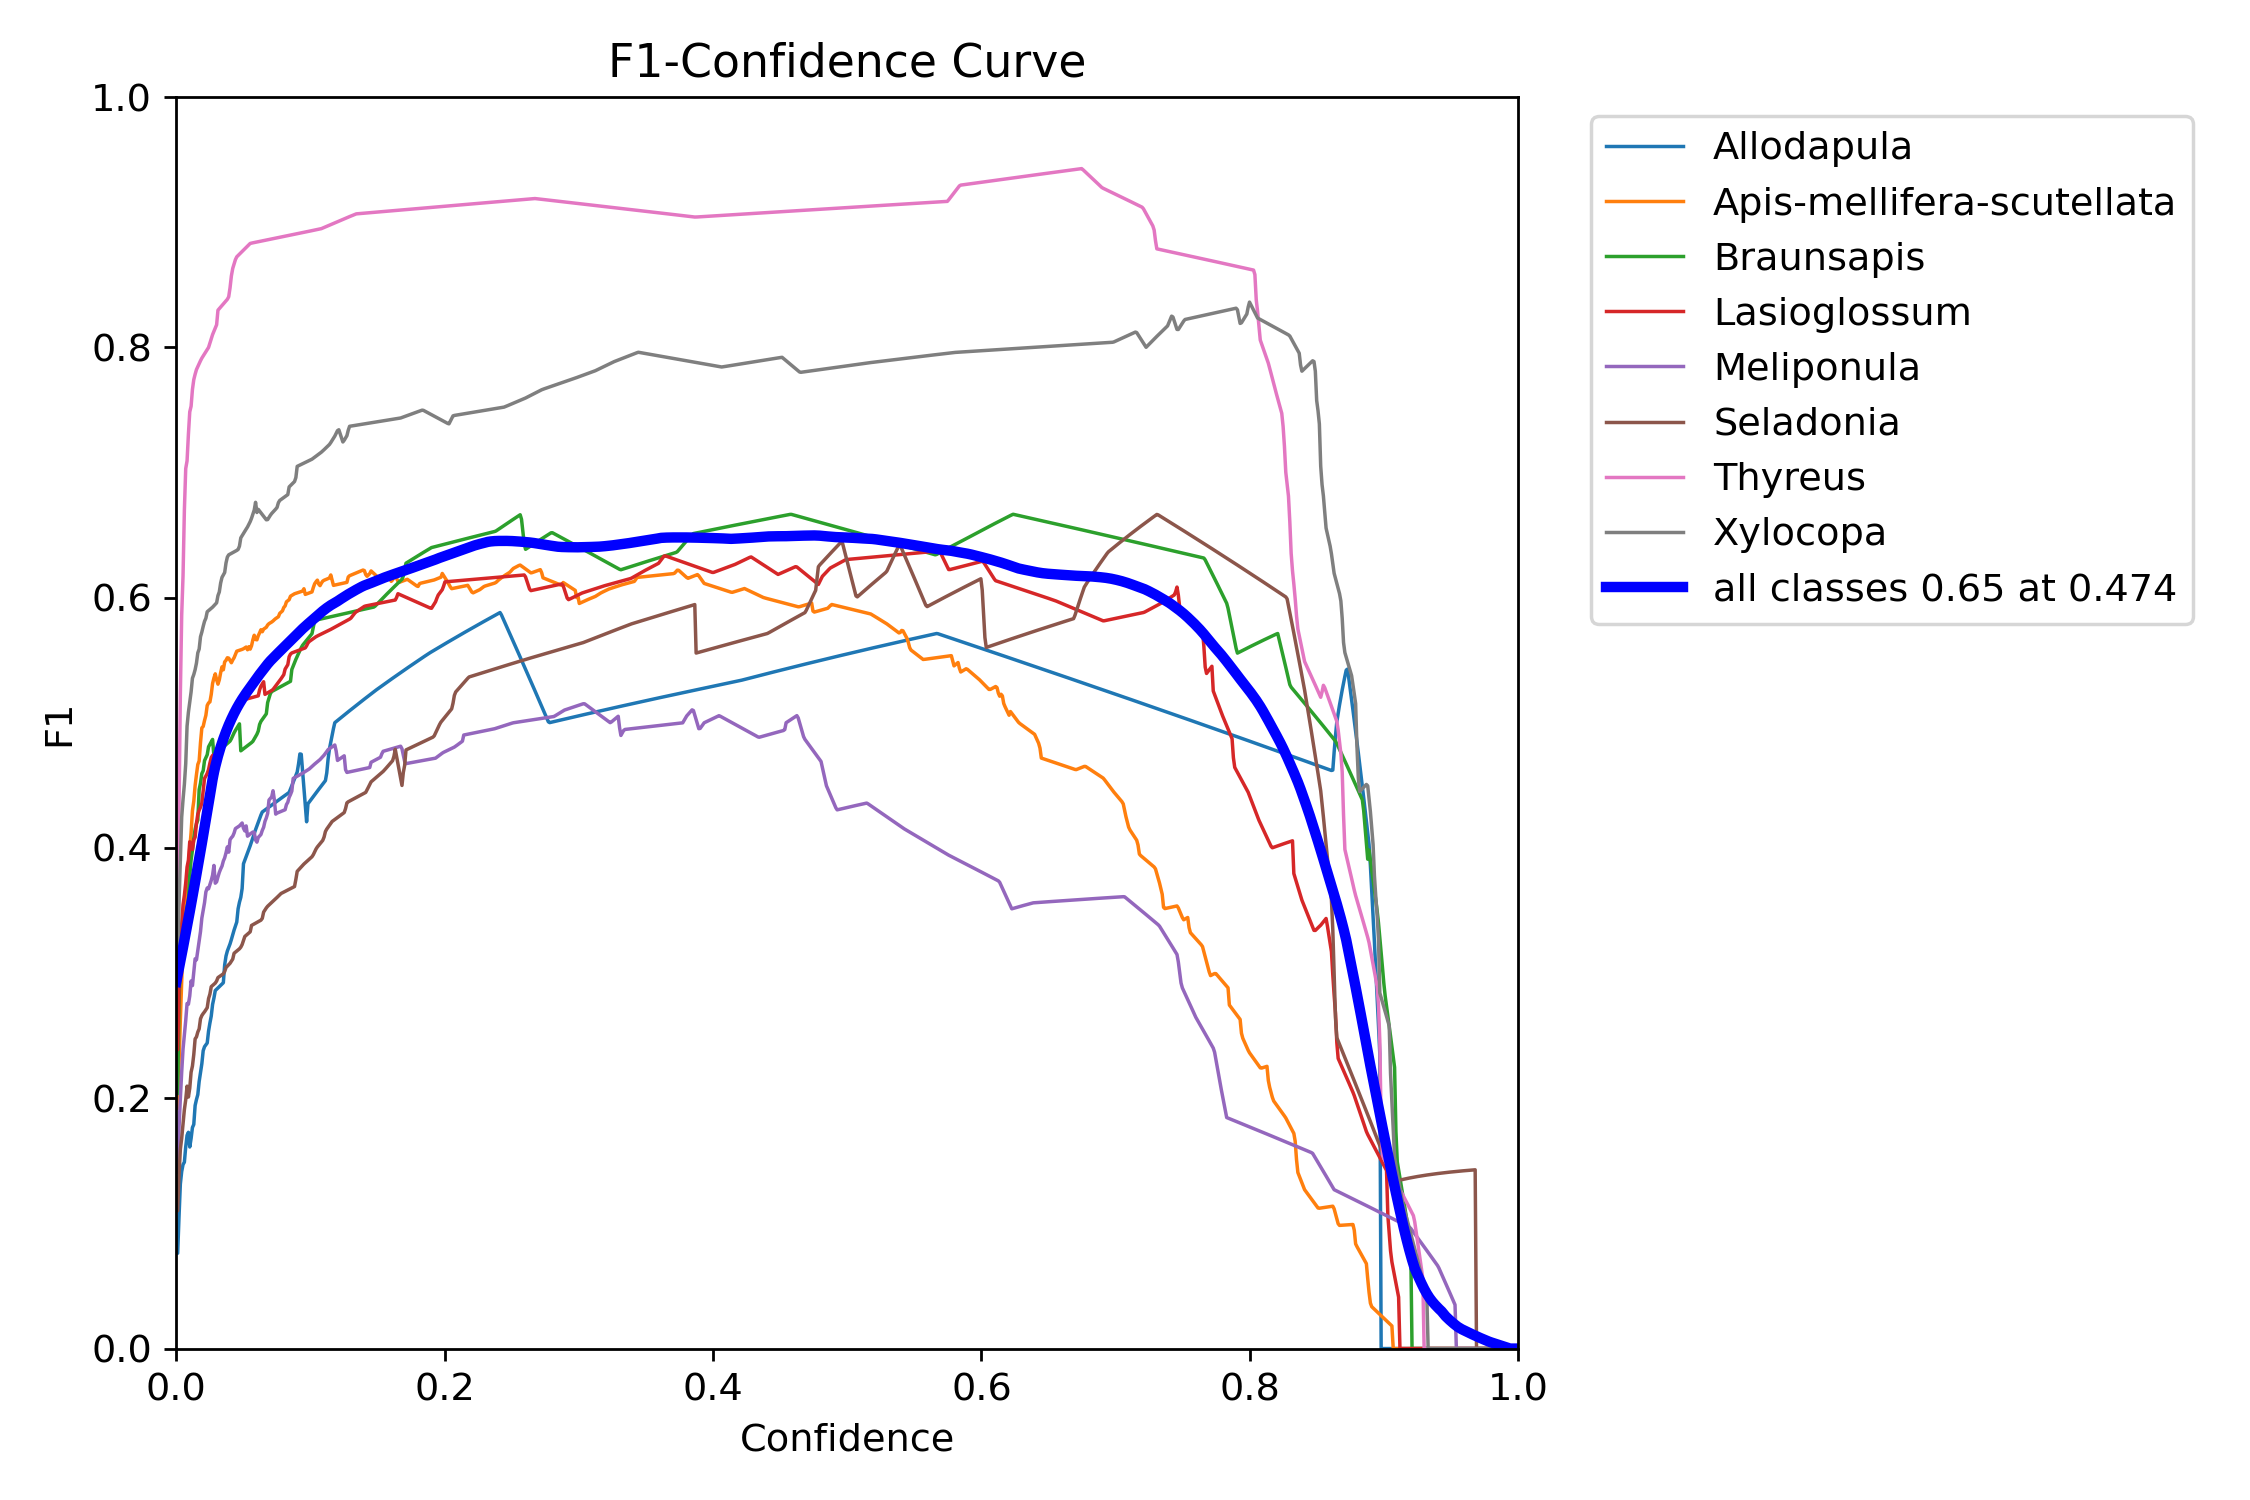 F1-Confidence Curve
1.0
0.8
0.6
0.4
0.2
0.0
F1
0.0 0.2 0.4 0.6 0.8 1.0
Confidence
Allodapula
Apis-mellifera-scutellata
Braunsapis
Lasioglossum
Meliponula
Seladonia
Thyreus
Xylocopa
all classes 0.65 at 0.474